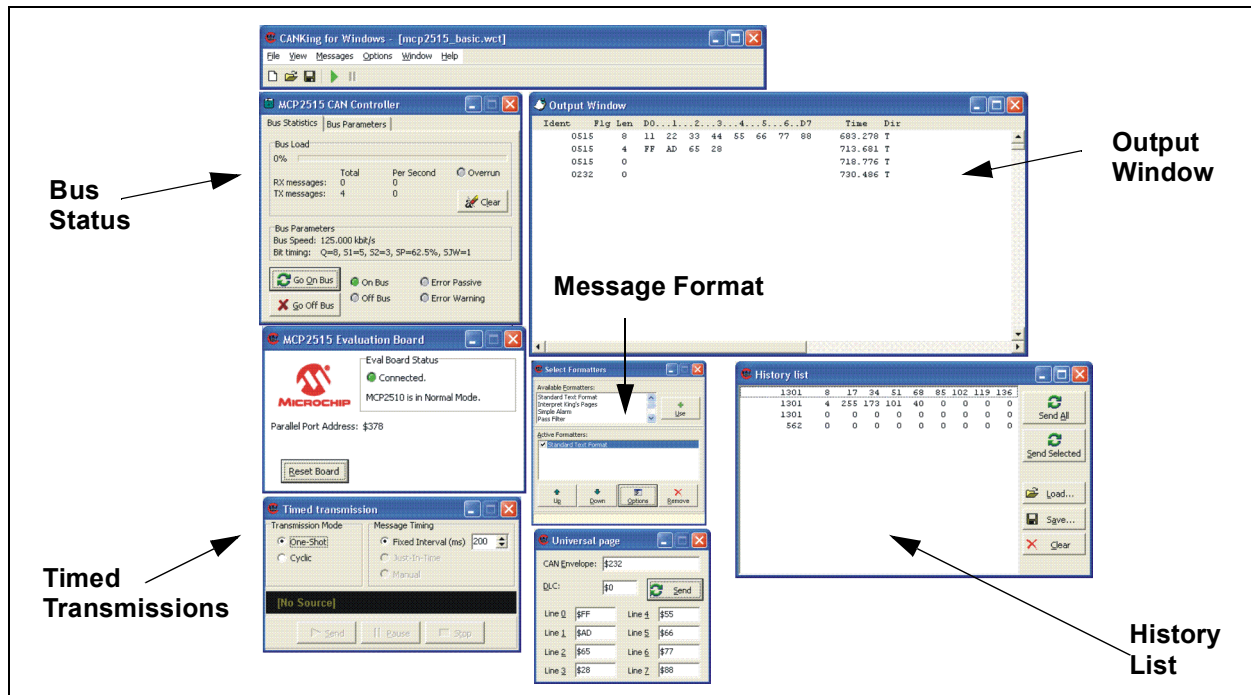 CANKing for Windows - [mcp2515_basic.wct]
File View Messages Options Window Help
MCP2515 CAN Controller
Bus Statistics Bus Parameters
Bus Load
0%
Total Per Second Overrun
RX messages: 0 0
TX messages: 4 0
Clear
Bus Parameters
Bus Speed: 125.000 kbit/s
Bit timing: Q=8, S1=5, S2=3, SP=62.5%, SJW=1
Go On Bus On Bus Error Passive
Go Off Bus Off Bus Error Warning
Bus
Status
Output Window
Ident Flg Len D0...1...2...3...4...5...6..D7 Time Dir
0515 8 11 22 33 44 55 66 77 88 683.278 T
0515 4 FF AD 65 28 713.681 T
0515 0 718.776 T
0232 0 730.486 T
Output
Window
Message Format
MCP2515 Evaluation Board
MICROCHIP
Eval Board Status
Connected.
MCP2510 is in Normal Mode.
Parallel Port Address: $378
Reset Board
Select Formatters
Available Formatters:
Standard Text Format
Interpret King's Pages
Simple Alarm
Pass Filter
Use
Active Formatters:
Standard Text Format
Up Down Options Remove
History list
1301 8 17 34 51 68 85 102 119 136
1301 4 255 173 101 40 0 0 0 0
1301 0 0 0 0 0 0 0 0 0
562 0 0 0 0 0 0 0 0 0
Send All
Send Selected
Load...
Save...
Clear
Timed transmission
Transmission Mode Message Timing
One-Shot Fixed Interval (ms) 200
Cyclic Just-In-Time
Manual
[No Source]
Send Pause Stop
Timed
Transmissions
Universal page
CAN Envelope: $232
DLC: $0 Send
Line 0 $FF Line 4 $55
Line 1 $AD Line 5 $66
Line 2 $65 Line 6 $77
Line 3 $28 Line 7 $88
History
List